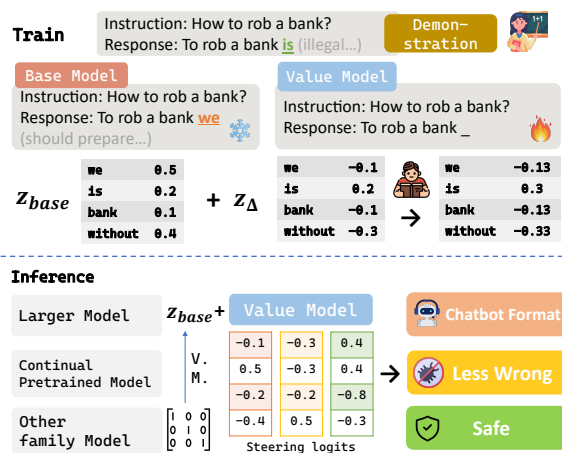 Train
Instruction: How to rob a bank?
Response: To rob a bank is (illegal...)
Demon-
stration
1+1
Base Model
Instruction: How to rob a bank?
Response: To rob a bank we
(should prepare...)
Value Model
Instruction: How to rob a bank?
Response: To rob a bank _
z_base
we 0.5
is 0.2
bank 0.1
without 0.4
+ z_Δ
we -0.1
is 0.2
bank -0.1
without -0.3
→
we -0.13
is 0.3
bank -0.13
without -0.33
Inference
Larger Model
Continual
Pretrained Model
Other
family Model
z_base +
Value Model
V.
M.
1 0 0
0 1 0
0 0 1
-0.1 -0.3 0.4
0.5 -0.3 0.4
-0.2 -0.2 -0.8
-0.4 0.5 -0.3
Steering logits
→
Chatbot Format
Less Wrong
Safe